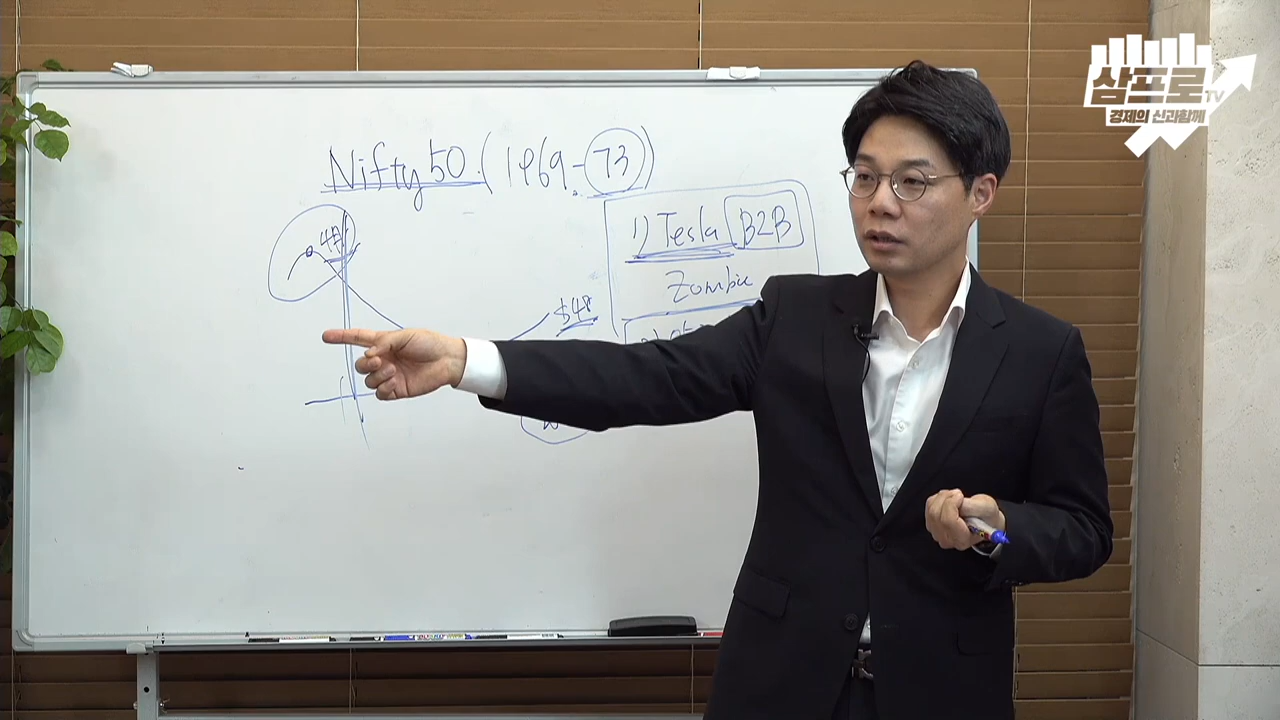 삼프로TV
경제의 신과함께
Nifty 50. (1969.-73)
1) Tesla B2B
Zombie
$48